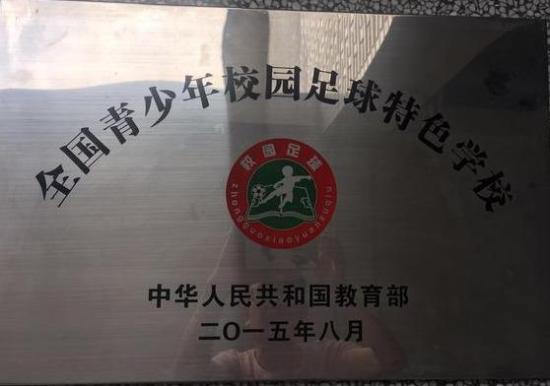 全国青少年校园足球特色学校
校园足球
zhongguoxiaoyuanzuqiu
中华人民共和国教育部
二〇一五年八月